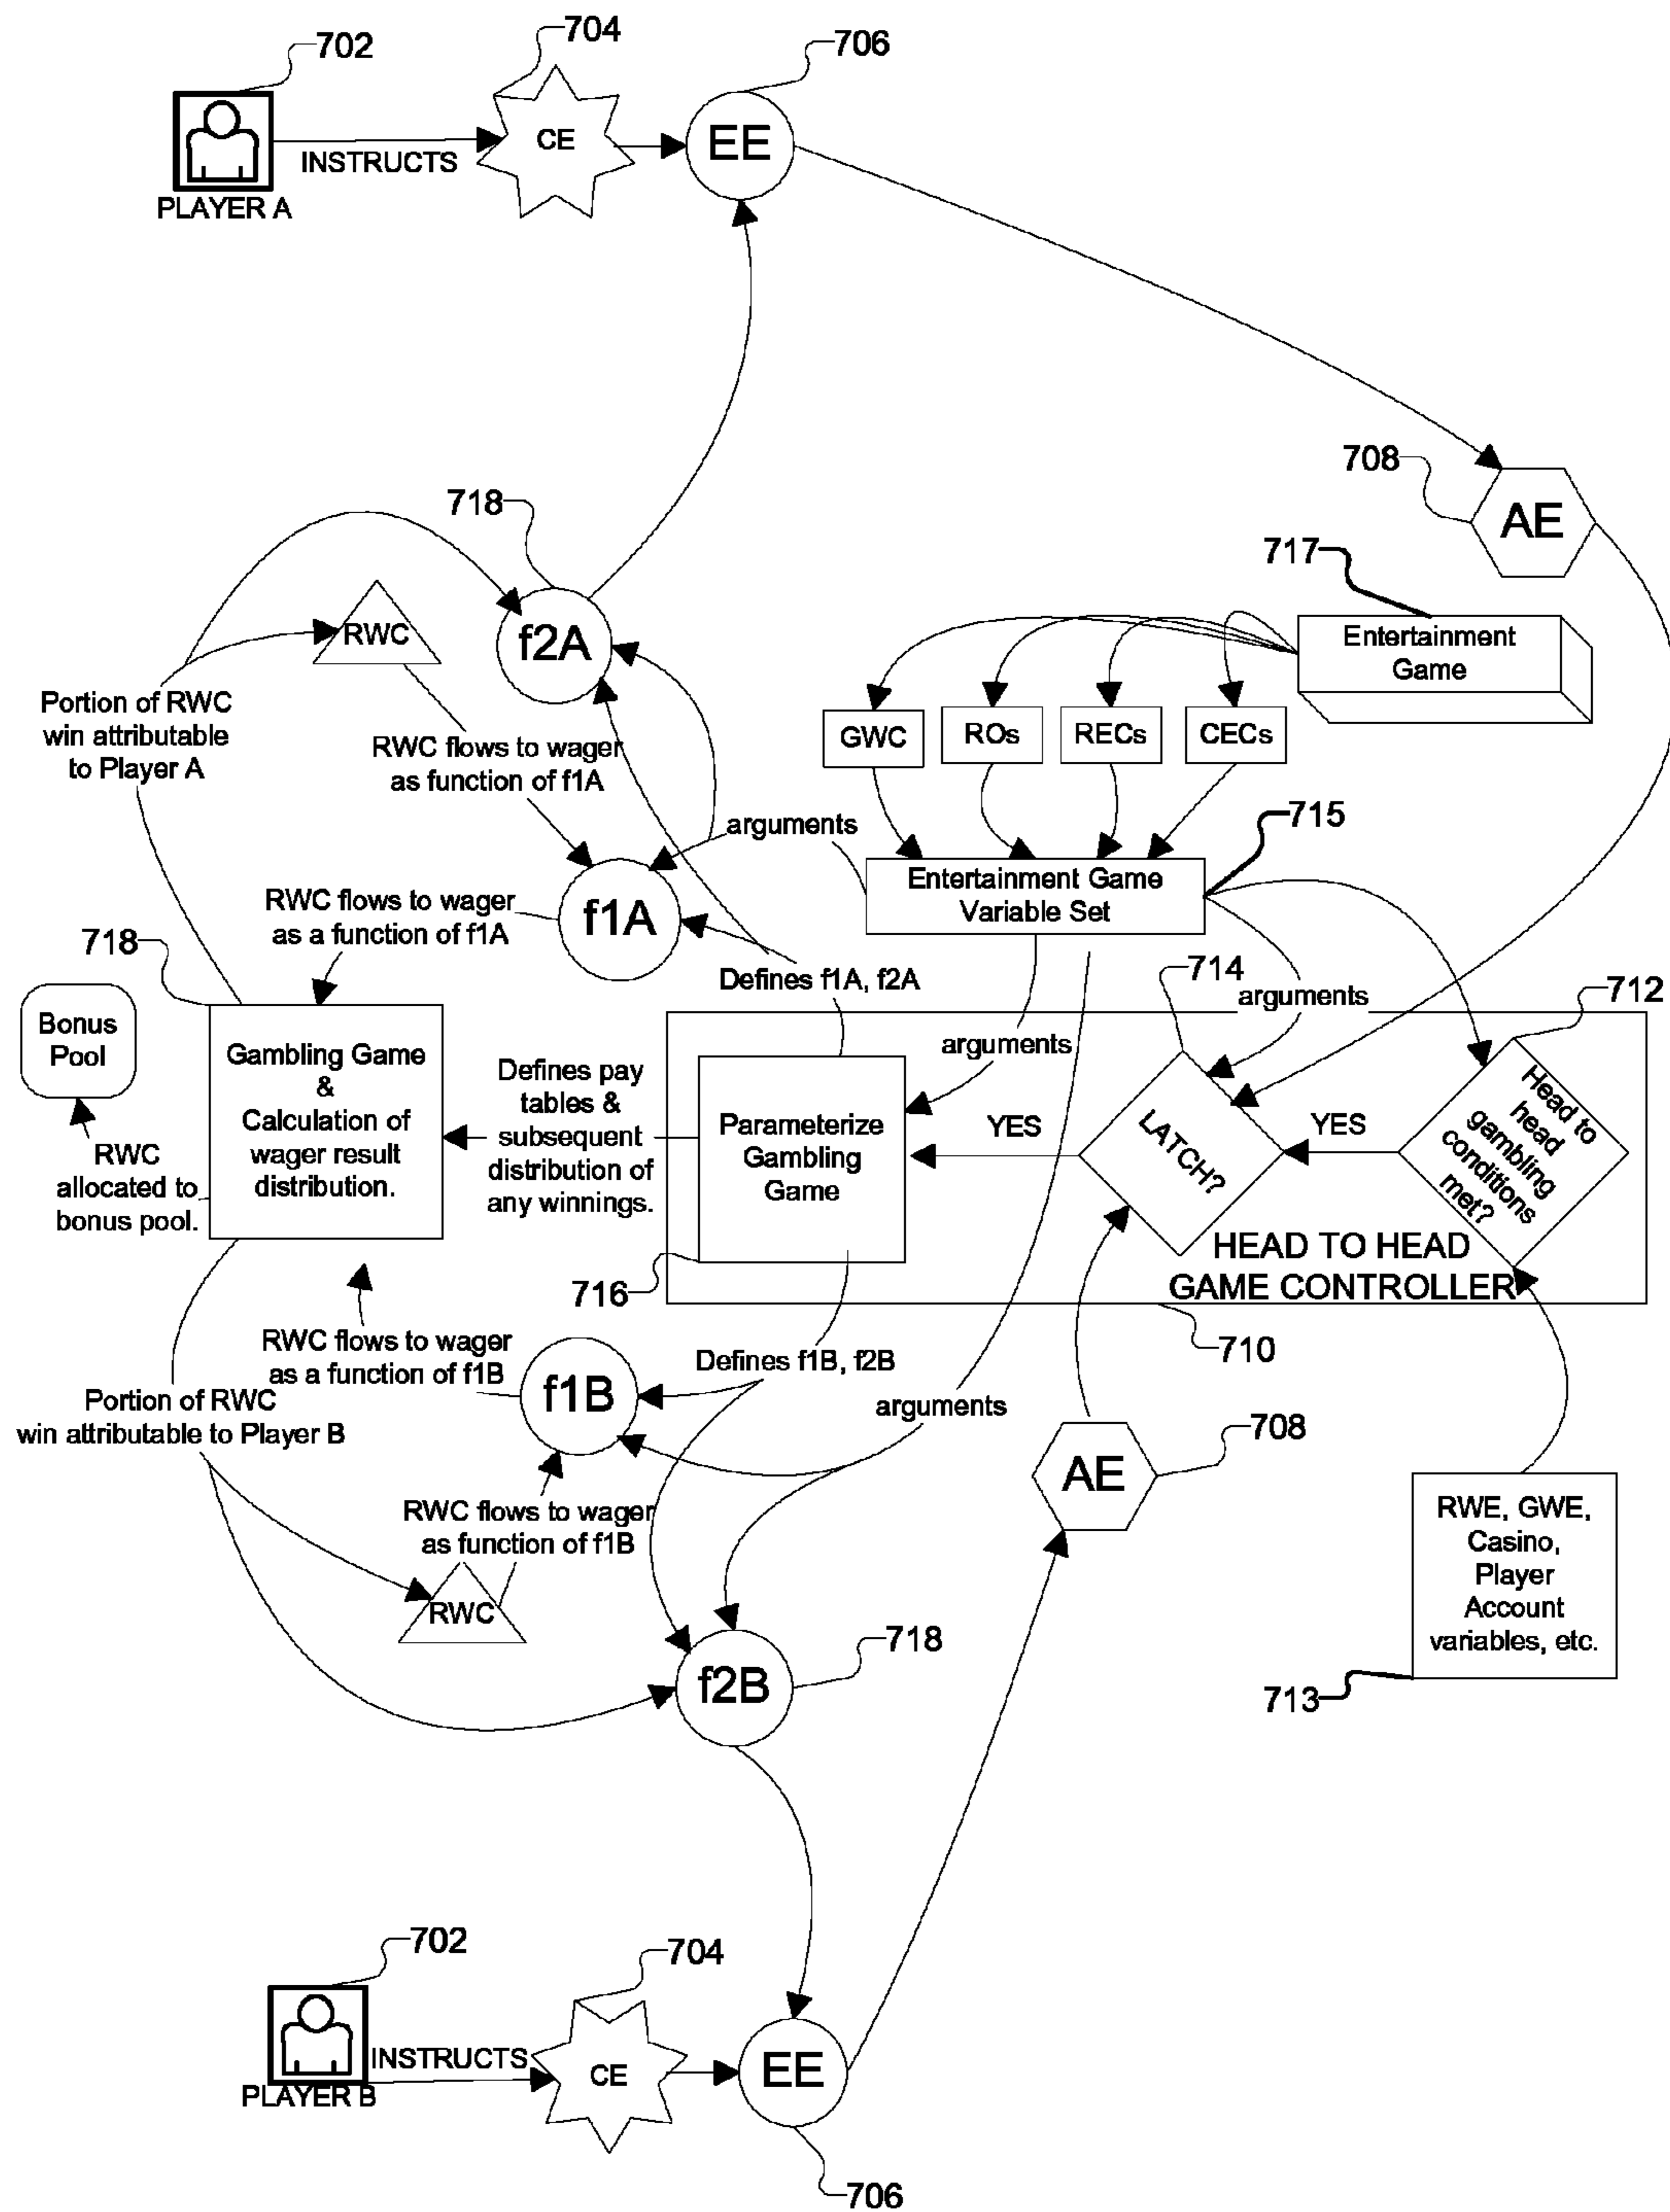 702
704
706
CE
EE
INSTRUCTS
PLAYER A
708
AE
718
717
f2A
RWC
Entertainment
Game
Portion of RWC
win attributable
to Player A
GWC
ROs
RECs
CECs
RWC flows to wager
as function of f1A
arguments
715
Entertainment Game
Variable Set
RWC flows to wager
as a function of f1A
f1A
718
Defines f1A, f2A
714
arguments
712
Bonus
Pool
Gambling Game
&
Calculation of
wager result
distribution.
Defines pay
tables &
subsequent
distribution of
any winnings.
arguments
Parameterize
Gambling
Game
YES
LATCH?
YES
Head to
head
gambling
conditions
met?
RWC
allocated to
bonus pool.
HEAD TO HEAD
GAME CONTROLLER
716
710
RWC flows to wager
as a function of f1B
f1B
Defines f1B, f2B
arguments
Portion of RWC
win attributable to Player B
708
AE
RWC flows to wager
as function of f1B
RWC
RWE, GWE,
Casino,
Player
Account
variables, etc.
718
f2B
713
702
704
INSTRUCTS
CE
EE
PLAYER B
706